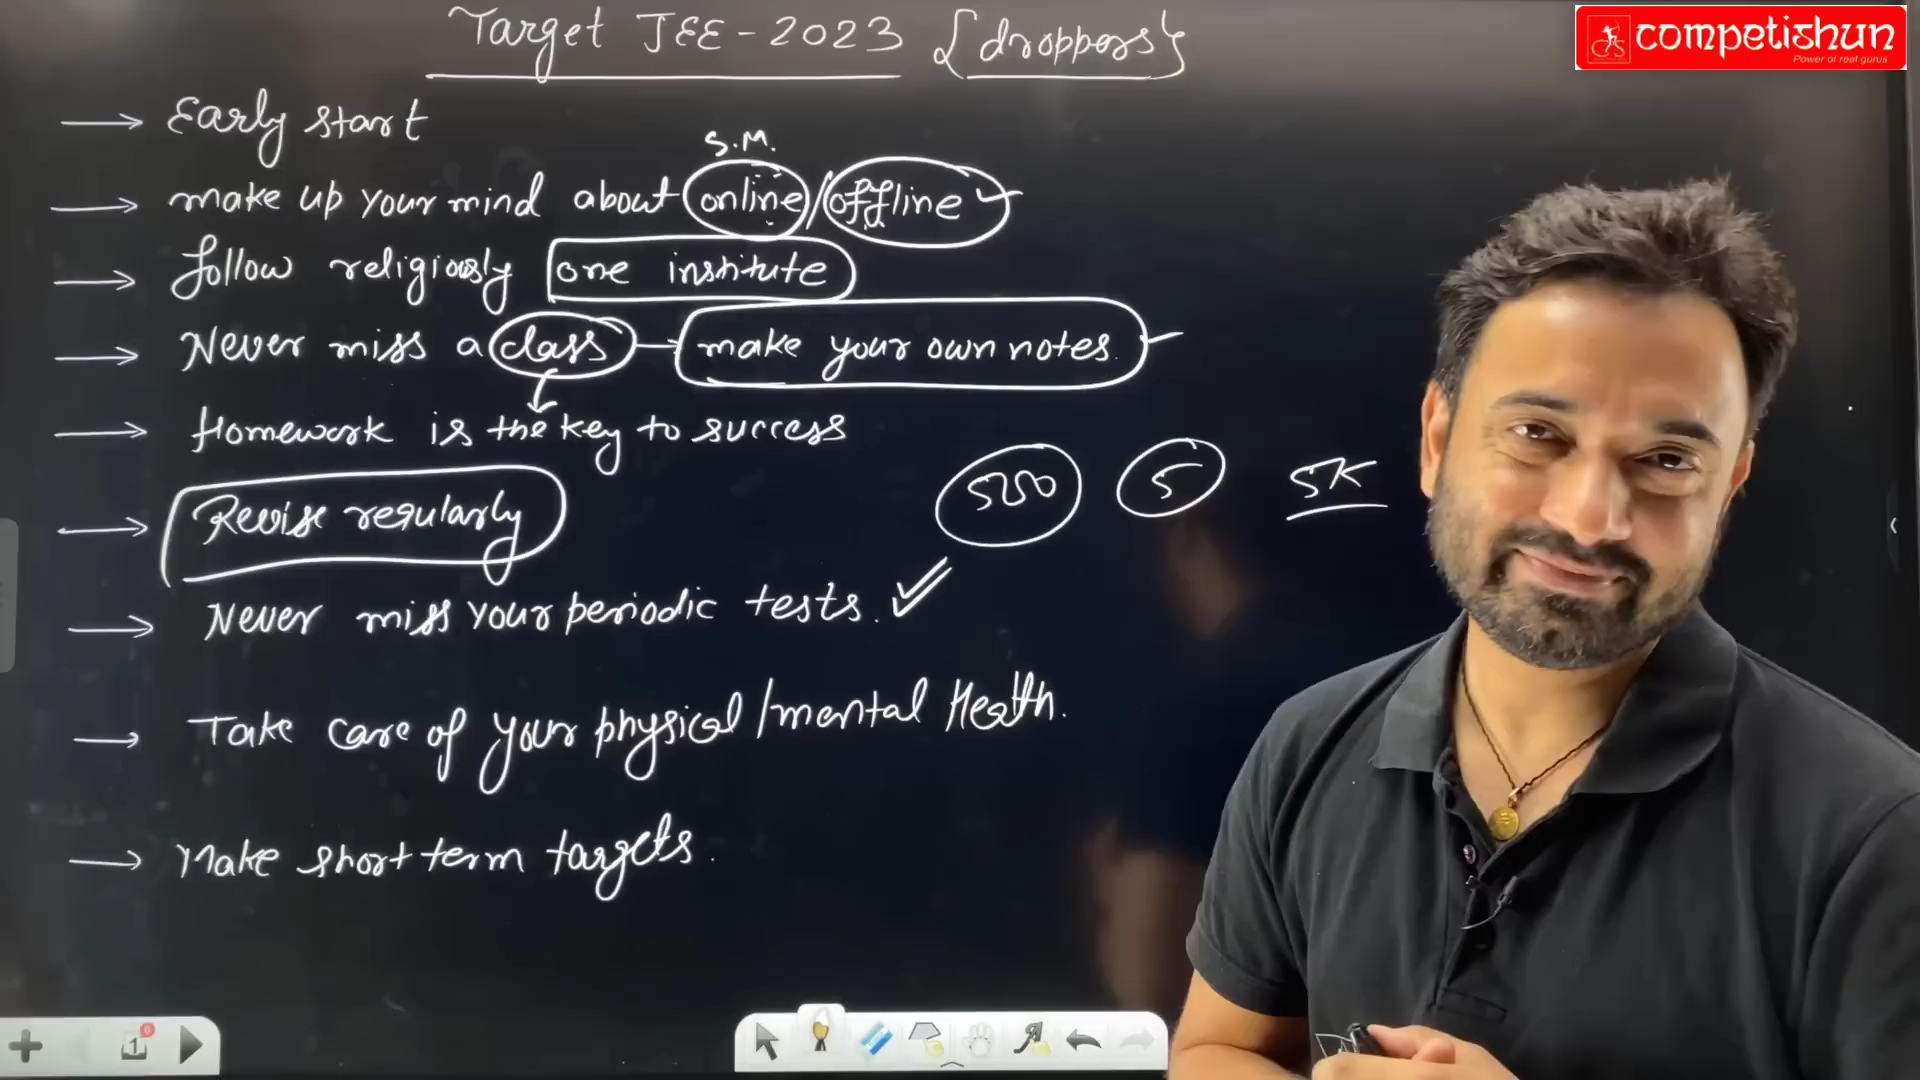 Target JEE-2023 {droppers}
competishun
Power of real gurus
→ Early start
S.M.
→ make up your mind about online/offline
→ follow religiously one institute
→ Never miss a class → make your own notes.
→ Homework is the key to success
5 5K
→ Revise regularly
→ Never miss your periodic tests.
→ Take care of your physical/mental Health.
→ Make short term targets.
1